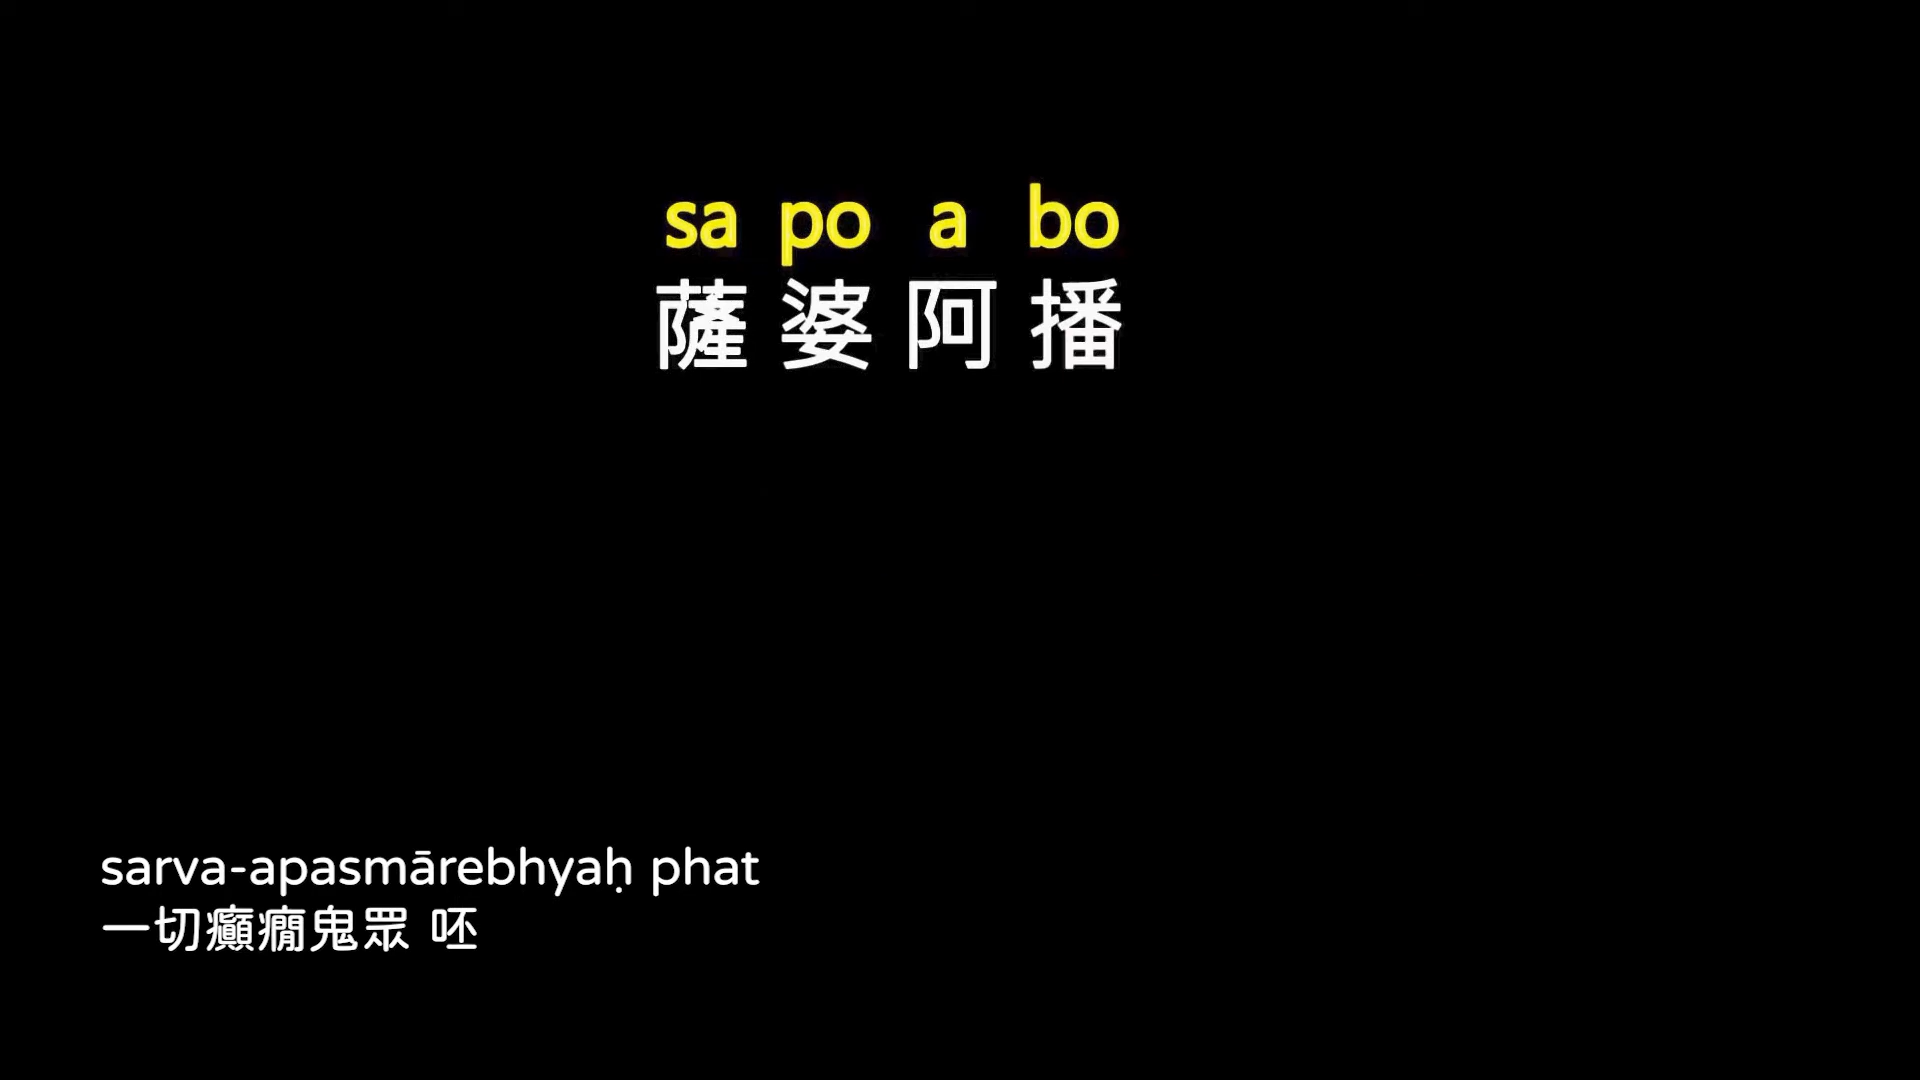 sa po a bo
薩 婆 阿 播
sarva-apasmārebhyaḥ phat
一切癲癇鬼眾 呸